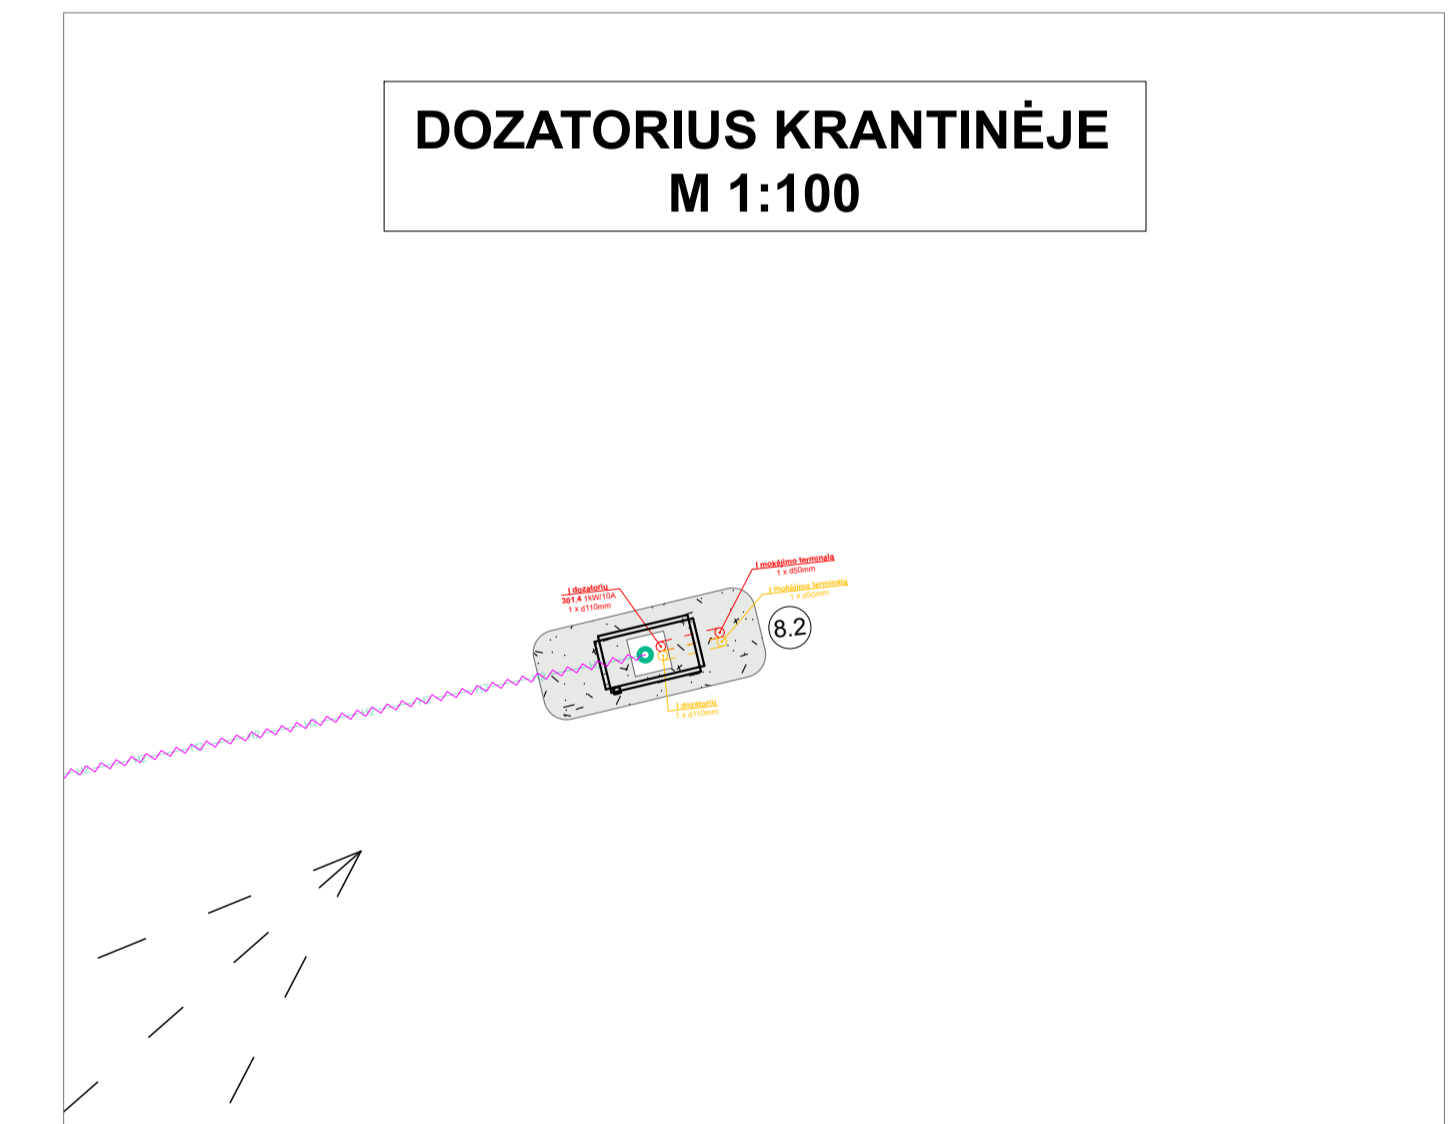 DOZATORIUS KRANTINĖJE
M 1:100
Į mokėjimo terminalą
1 x d50mm
Į mokėjimo terminalą
1 x d50mm
Į dozatorių
301,4 1kW/10A
1 x d110mm
8.2
Į dozatorių
1 x d110mm